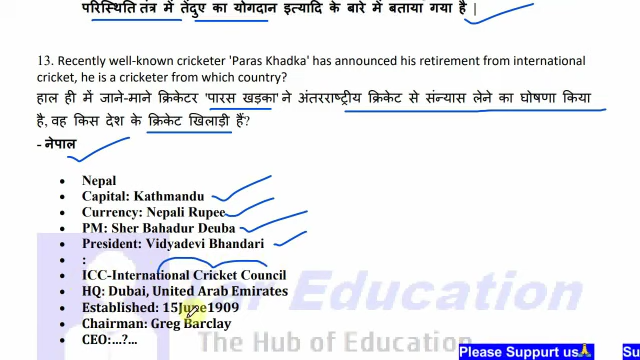 परिस्थिति तंत्र में तेंदुए का योगदान इत्यादि के बारे में बताया गया है |
13. Recently well-known cricketer 'Paras Khadka' has announced his retirement from international
cricket, he is a cricketer from which country?
हाल ही में जाने-माने क्रिकेटर 'पारस खड़का' ने अंतरराष्ट्रीय क्रिकेट से संन्यास लेने का घोषणा किया
है, वह किस देश के क्रिकेट खिलाड़ी हैं?
- नेपाल
• Nepal
• Capital: Kathmandu
• Currency: Nepali Rupee
• PM: Sher Bahadur Deuba
• President: Vidyadevi Bhandari
• :
• ICC-International Cricket Council
• HQ: Dubai, United Arab Emirates
• Established: 15June1909
• Chairman: Greg Barclay
• CEO:...?...
er Education
The Hub of Education
Please Suppurt us🙏 Su